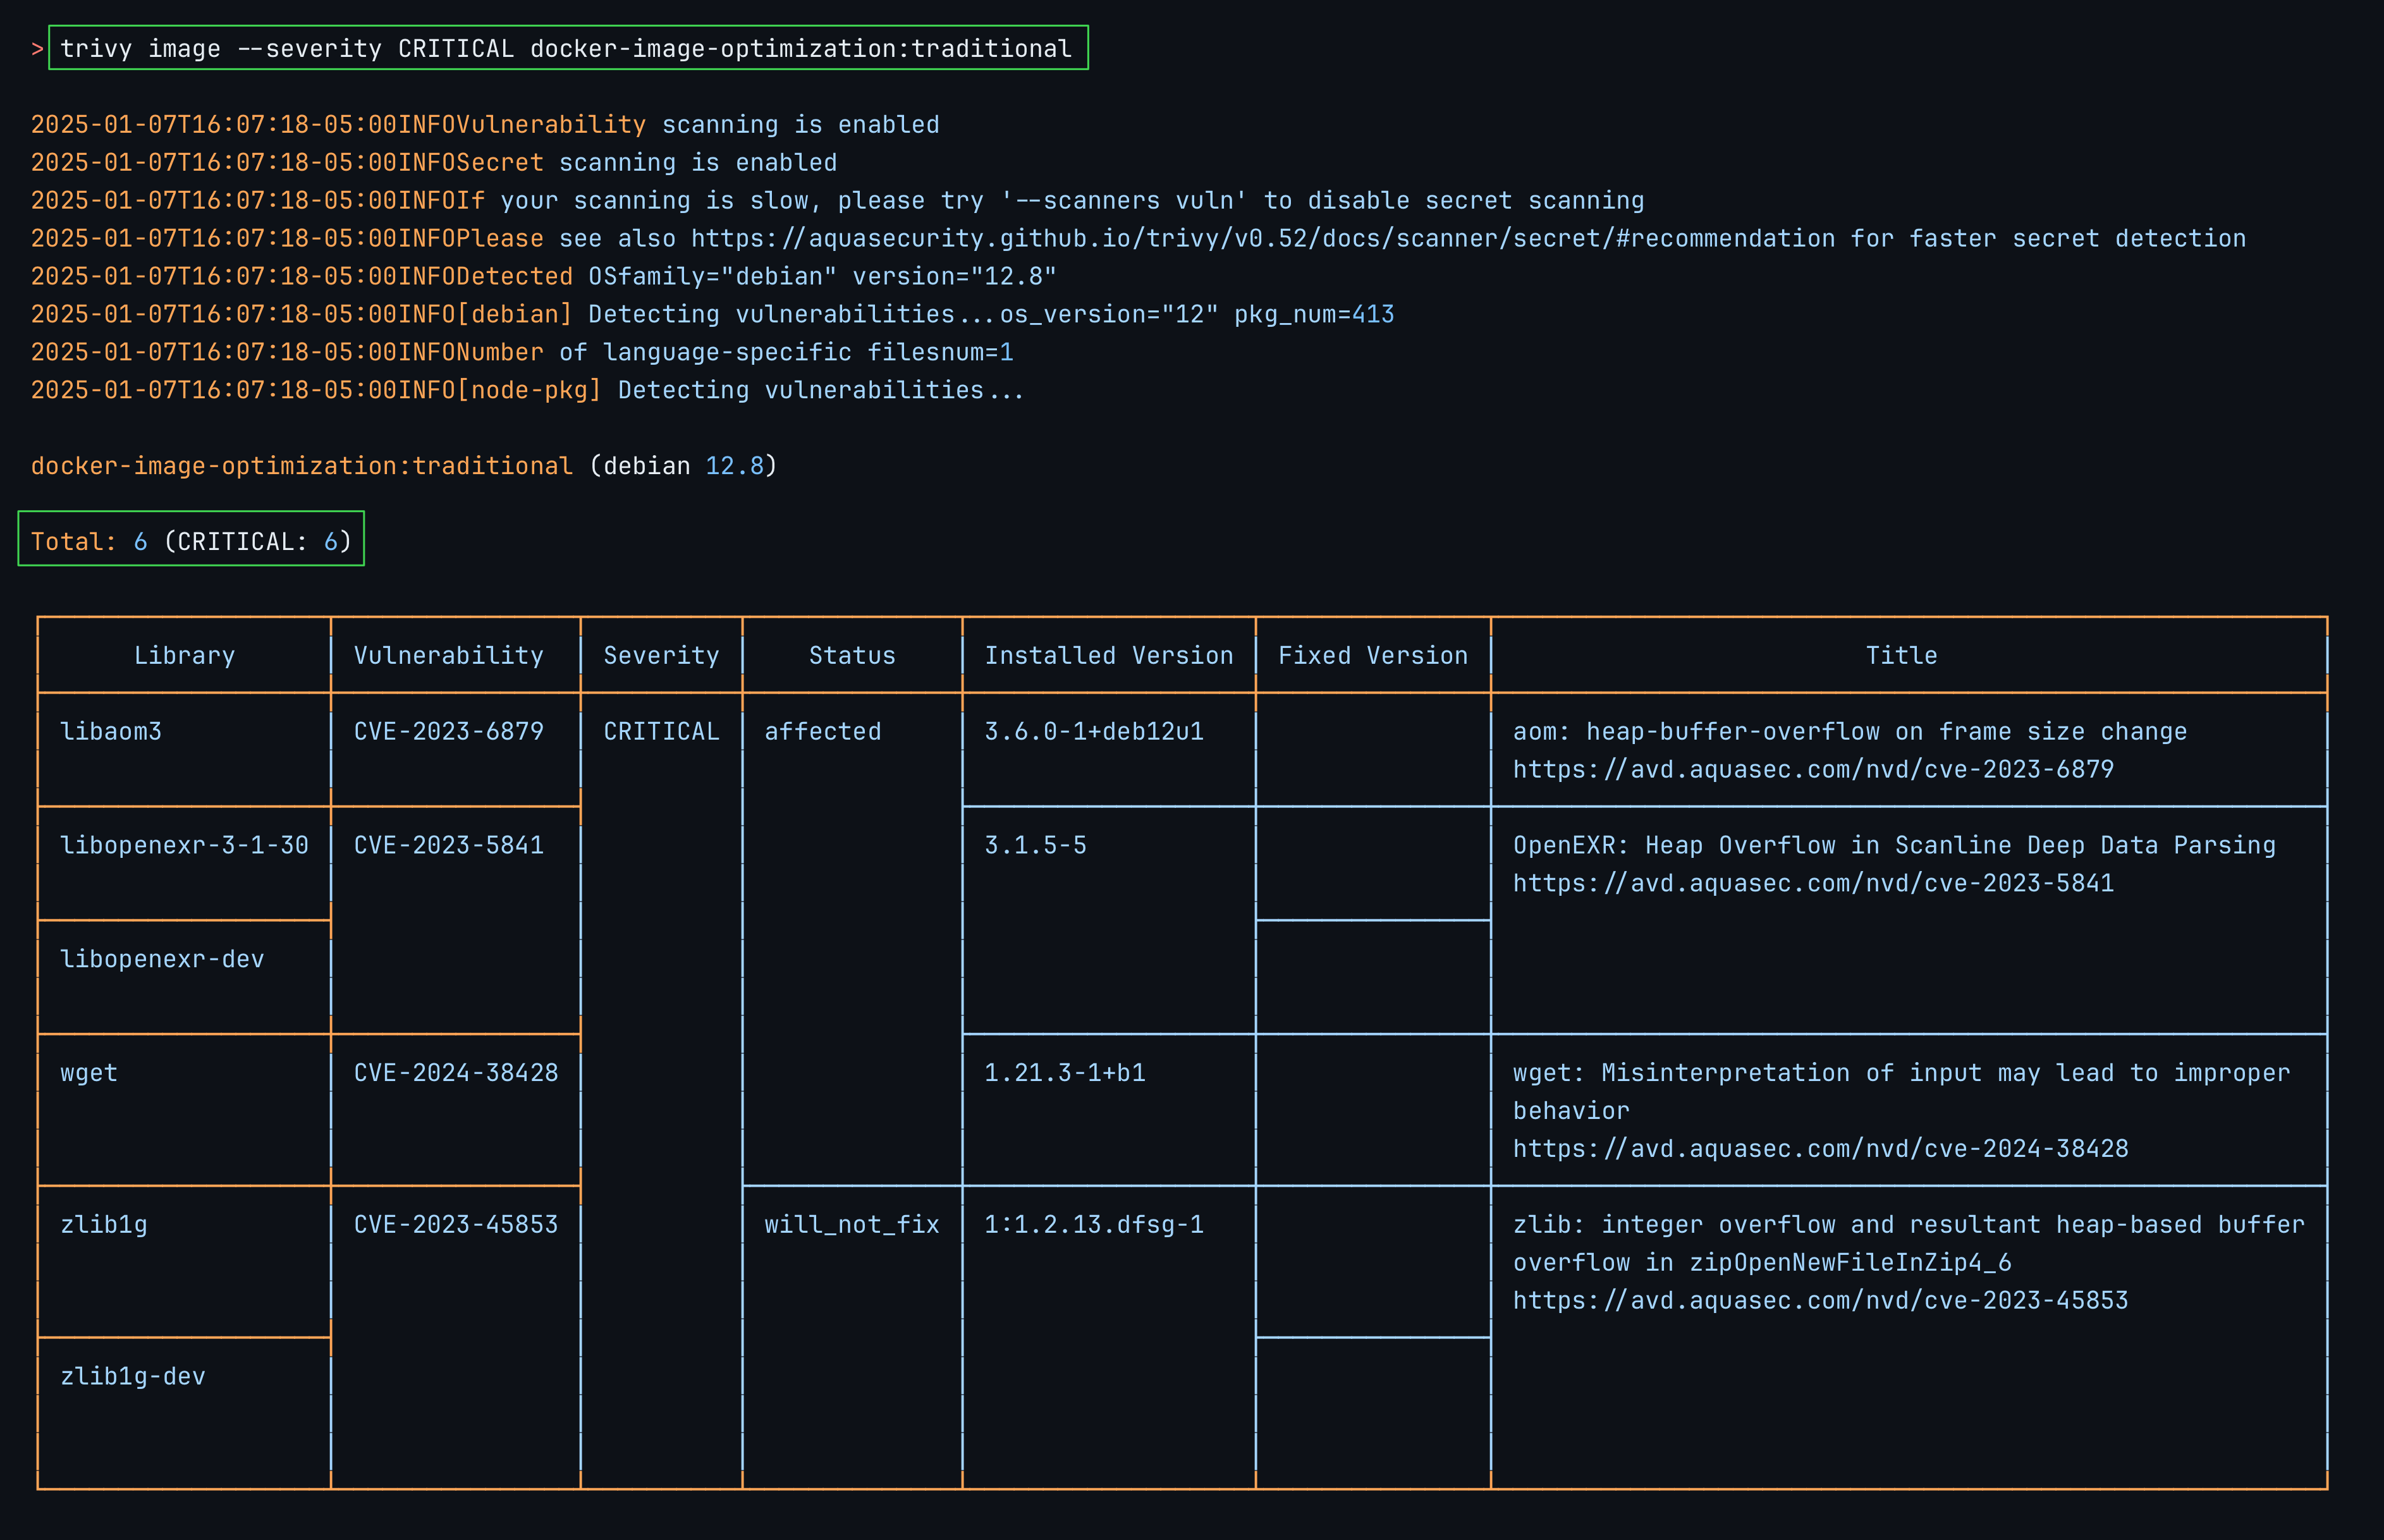 > trivy image --severity CRITICAL docker-image-optimization:traditional
2025-01-07T16:07:18-05:00INFOVulnerability scanning is enabled
2025-01-07T16:07:18-05:00INFOSecret scanning is enabled
2025-01-07T16:07:18-05:00INFOIf your scanning is slow, please try '--scanners vuln' to disable secret scanning
2025-01-07T16:07:18-05:00INFOPlease see also https://aquasecurity.github.io/trivy/v0.52/docs/scanner/secret/#recommendation for faster secret detection
2025-01-07T16:07:18-05:00INFODetected OSfamily="debian" version="12.8"
2025-01-07T16:07:18-05:00INFO[debian] Detecting vulnerabilities...os_version="12" pkg_num=413
2025-01-07T16:07:18-05:00INFONumber of language-specific filesnum=1
2025-01-07T16:07:18-05:00INFO[node-pkg] Detecting vulnerabilities...
docker-image-optimization:traditional (debian 12.8)
Total: 6 (CRITICAL: 6)
Library Vulnerability Severity Status Installed Version Fixed Version Title
libaom3 CVE-2023-6879 CRITICAL affected 3.6.0-1+deb12u1 aom: heap-buffer-overflow on frame size change
https://avd.aquasec.com/nvd/cve-2023-6879
libopenexr-3-1-30 CVE-2023-5841 3.1.5-5 OpenEXR: Heap Overflow in Scanline Deep Data Parsing
https://avd.aquasec.com/nvd/cve-2023-5841
libopenexr-dev
wget CVE-2024-38428 1.21.3-1+b1 wget: Misinterpretation of input may lead to improper
behavior
https://avd.aquasec.com/nvd/cve-2024-38428
zlib1g CVE-2023-45853 will_not_fix 1:1.2.13.dfsg-1 zlib: integer overflow and resultant heap-based buffer
overflow in zipOpenNewFileInZip4_6
https://avd.aquasec.com/nvd/cve-2023-45853
zlib1g-dev